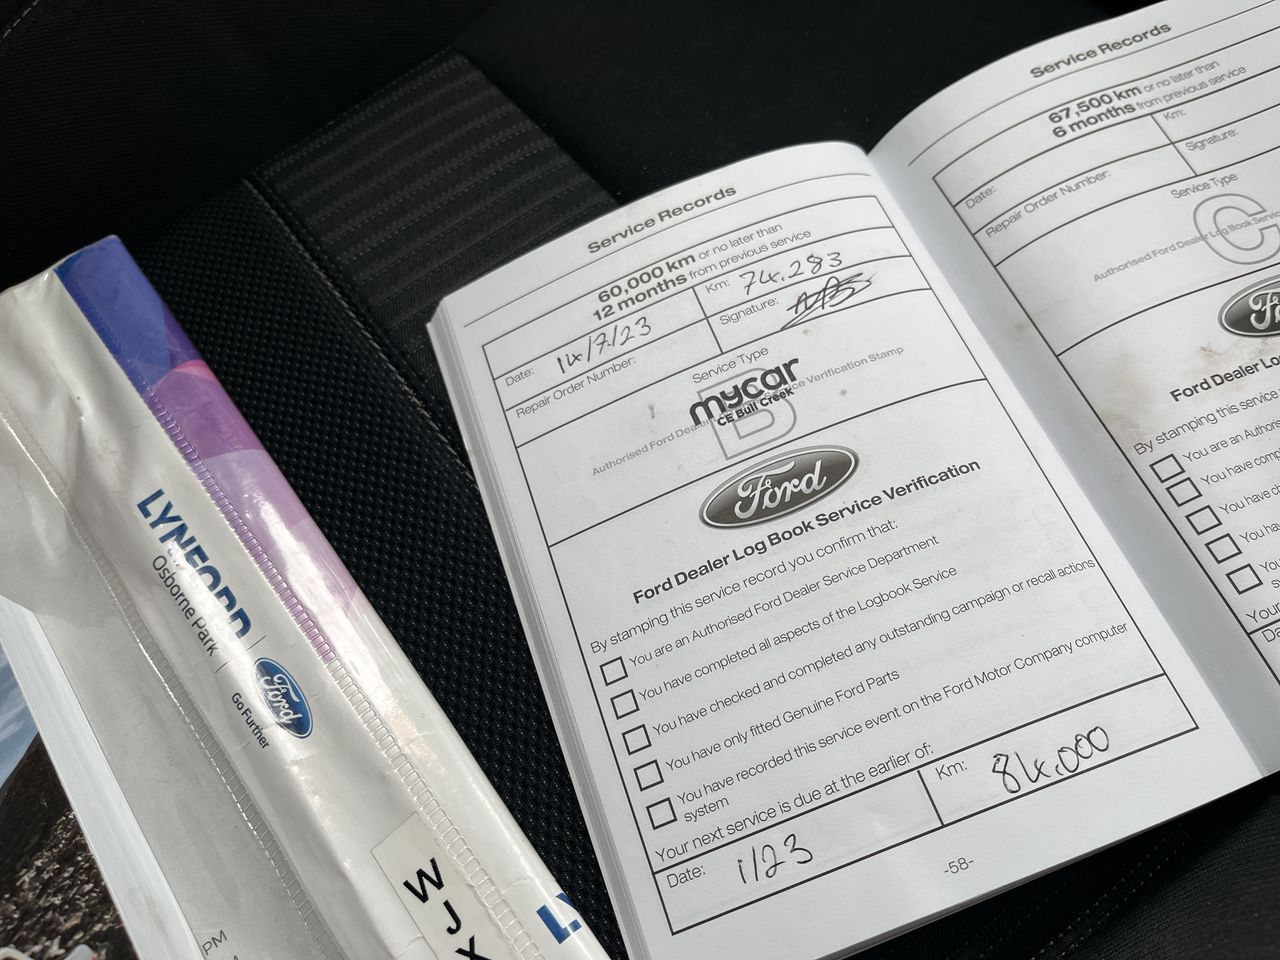 LYNFORD
Osborne Park
Ford
Go Further
W
J
X
PM
Service Records
60,000 km or no later than
12 months from previous service
Date: 14/7/23
Km: 74.283
Repair Order Number:
Signature:
Service Type
B
mycar
CE Bull Creek
Authorised Ford Dealer Service Verification Stamp
Ford
Ford Dealer Log Book Service Verification
By stamping this service record you confirm that:
You are an Authorised Ford Dealer Service Department
You have completed all aspects of the Logbook Service
You have checked and completed any outstanding campaign or recall actions
You have only fitted Genuine Ford Parts
You have recorded this service event on the Ford Motor Company computer
system
Your next service is due at the earlier of:
Date: 1/23
Km: 84.000
-58-
Service Records
67,500 km or no later than
6 months from previous service
Date:
Km:
Repair Order Number:
Signature:
Service Type
C
Authorised Ford Dealer Log Book
Ford Dealer
By stamping this service
You are an
You have
You have
You
You